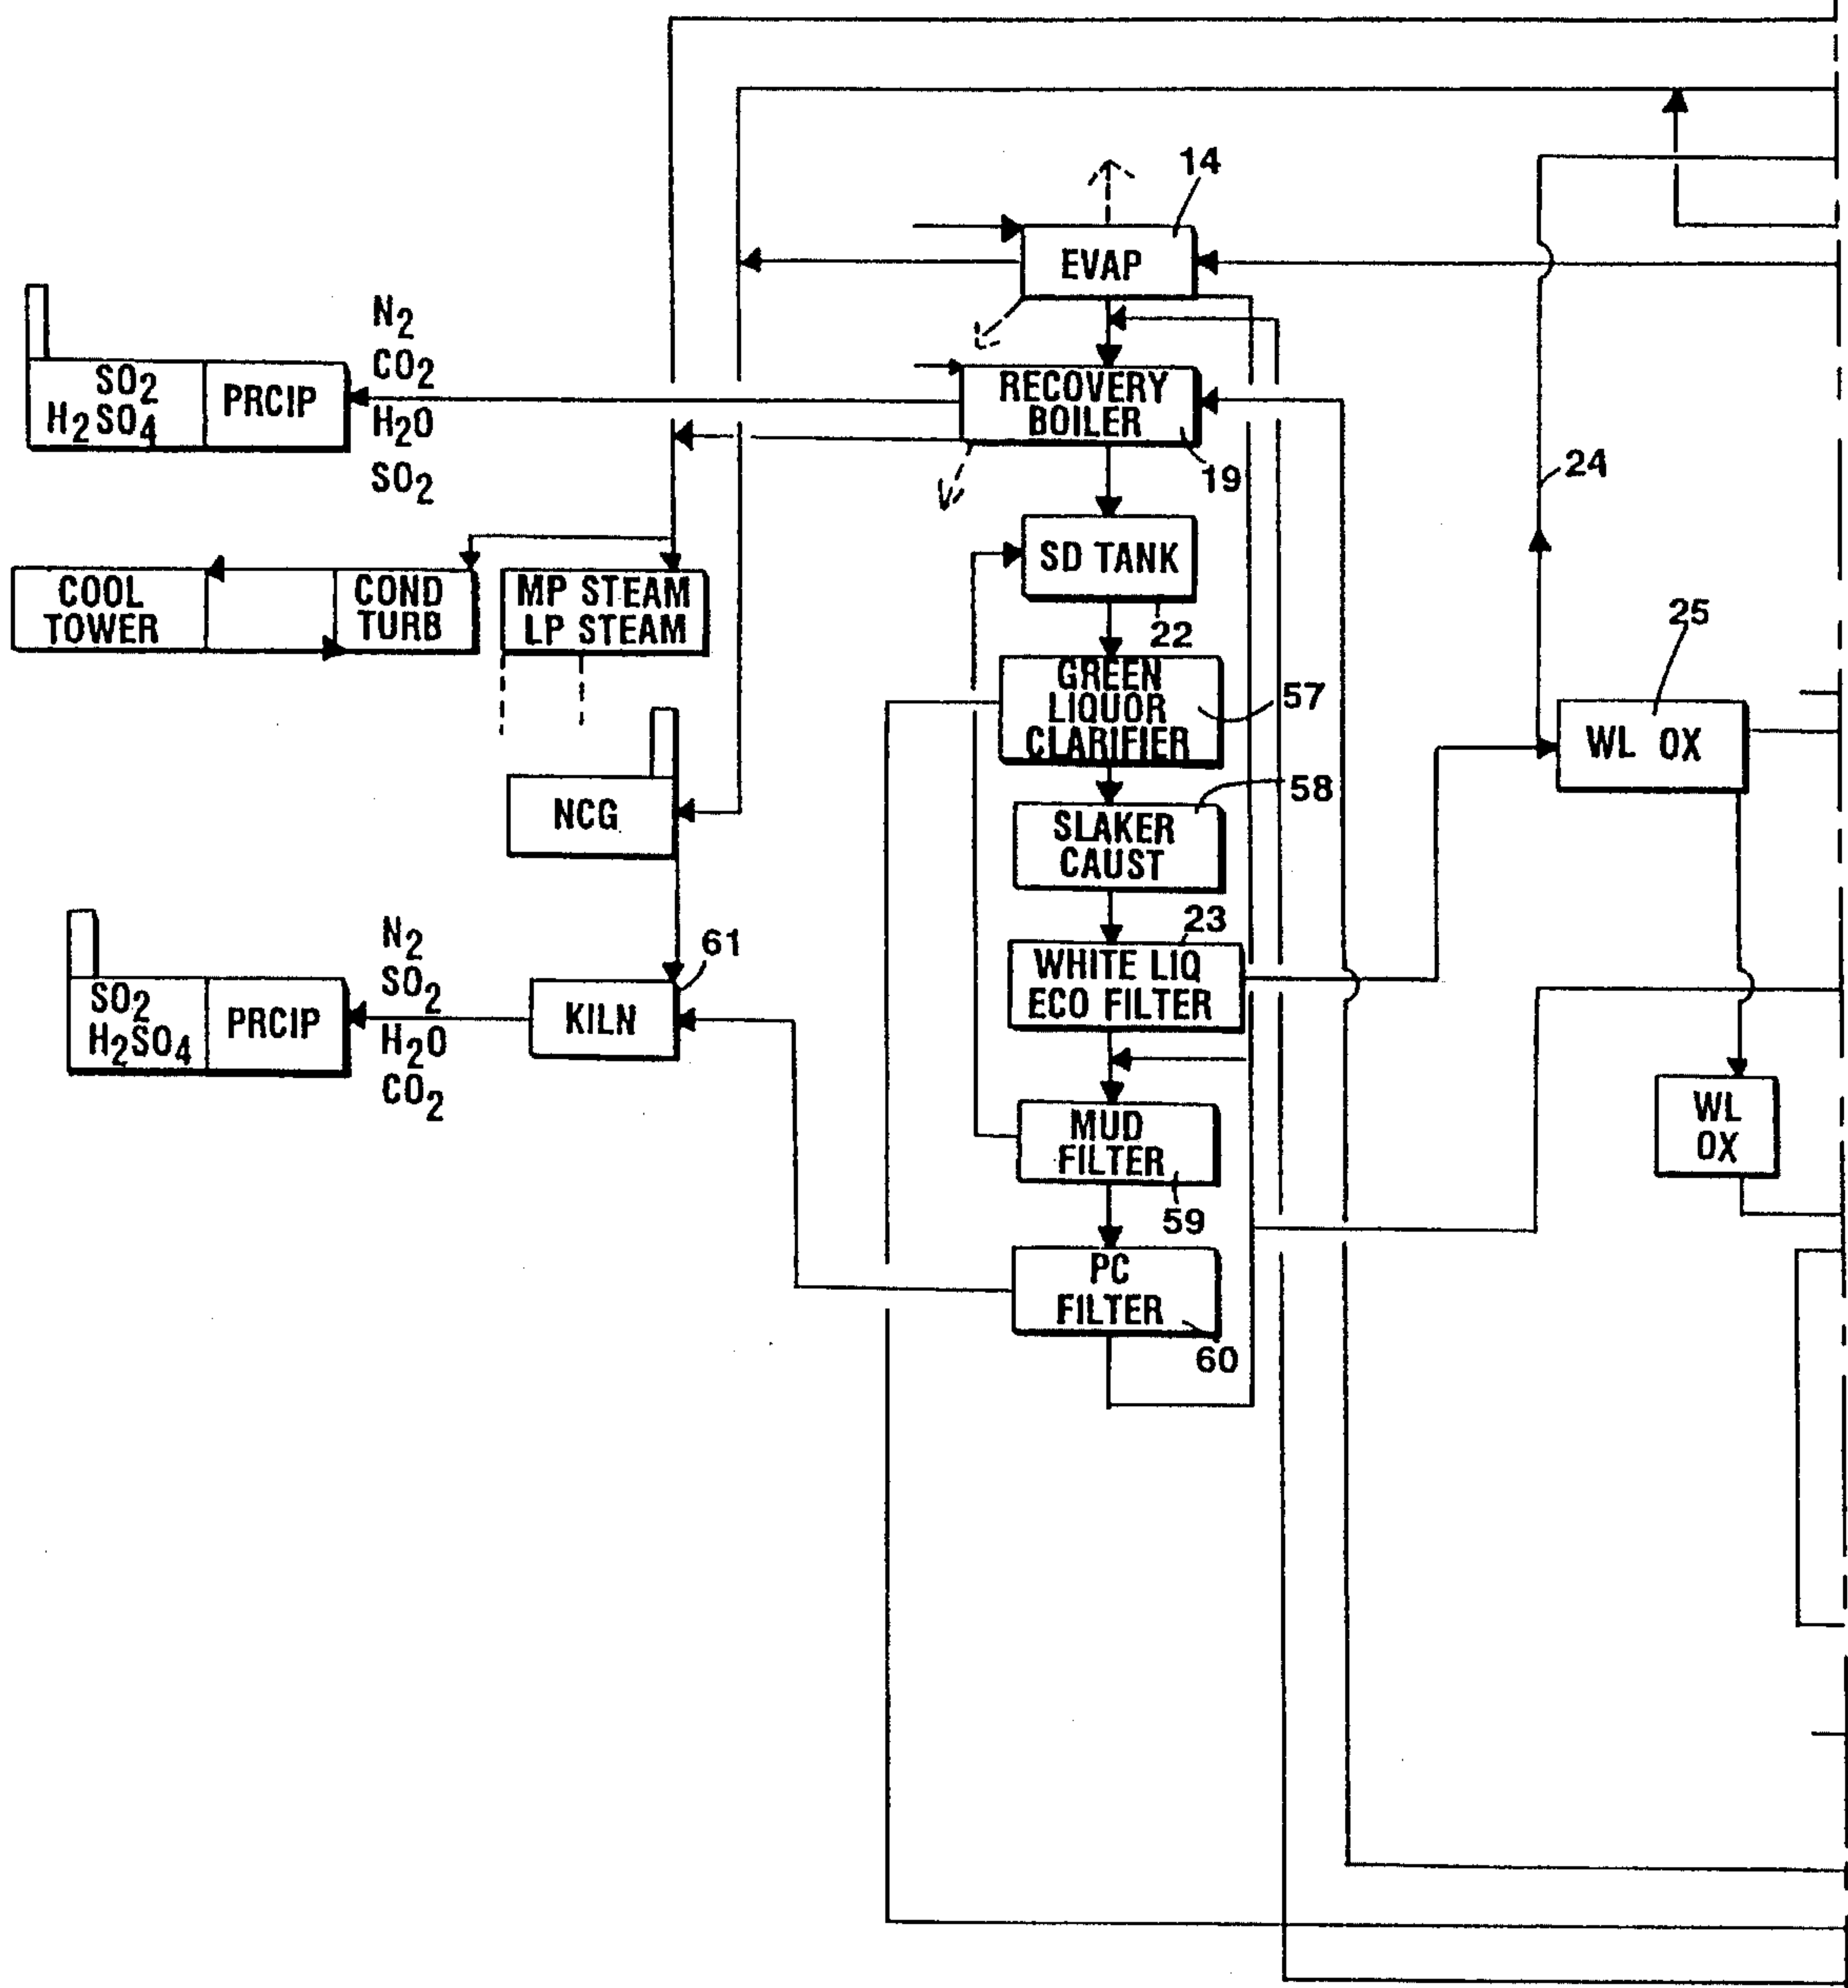 14
EVAP
N2
CO2
H2O
SO2
SO2
H2SO4
PRCIP
RECOVERY
BOILER
19
24
SD TANK
22
COOL
TOWER
COND
TURB
MP STEAM
LP STEAM
25
WL OX
GREEN
LIQUOR
CLARIFIER
57
NCG
58
SLAKER
CAUST
23
WHITE LIQ
ECO FILTER
61
N2
SO2
H2O
CO2
SO2
H2SO4
PRCIP
KILN
WL
OX
MUD
FILTER
59
PC
FILTER
60